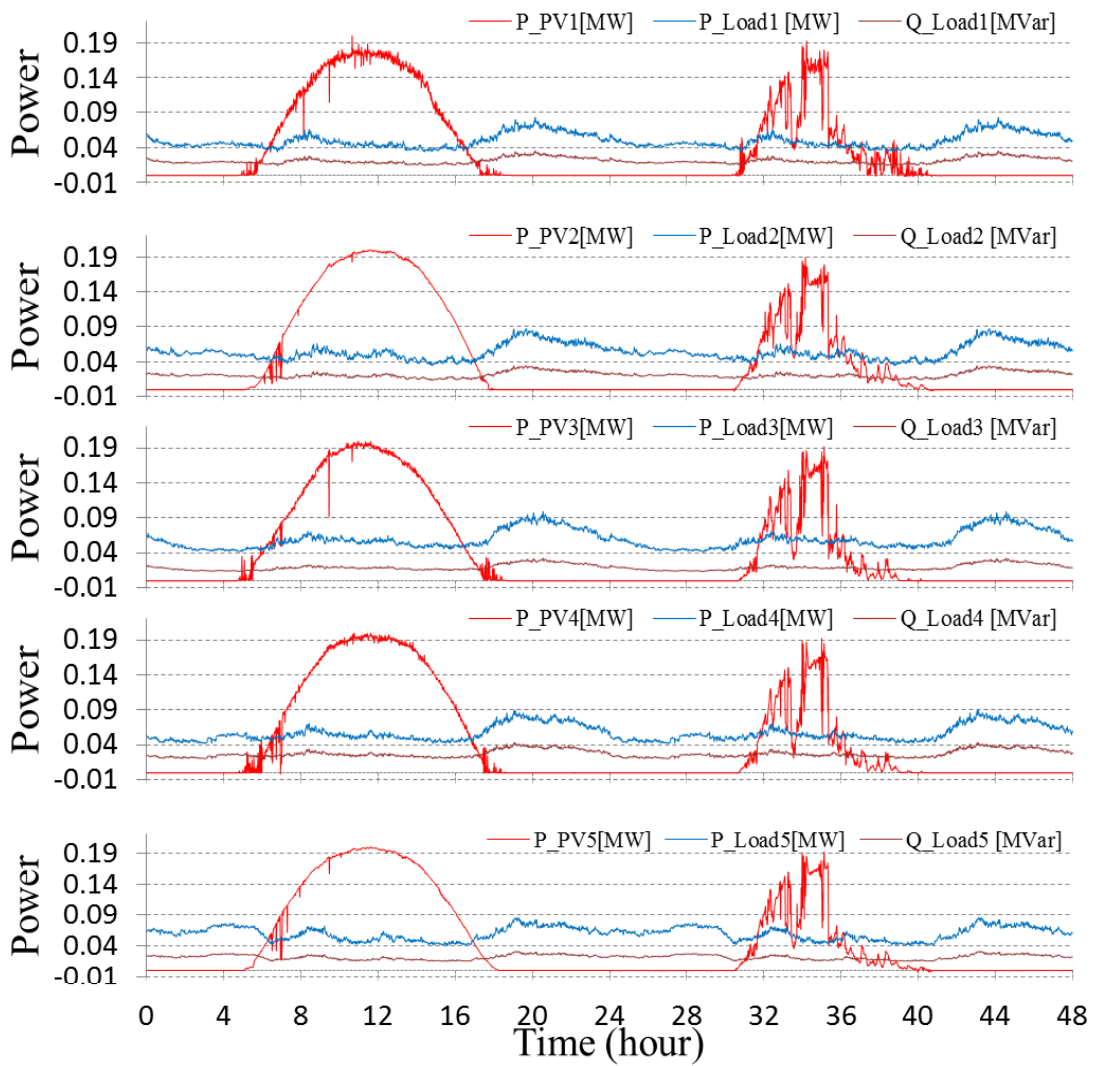 P_PV1[MW] P_Load1 [MW] Q_Load1[MVar]
Power
0.19
0.14
0.09
0.04
-0.01
P_PV2[MW] P_Load2[MW] Q_Load2 [MVar]
Power
0.19
0.14
0.09
0.04
-0.01
P_PV3[MW] P_Load3[MW] Q_Load3 [MVar]
Power
0.19
0.14
0.09
0.04
-0.01
P_PV4[MW] P_Load4[MW] Q_Load4 [MVar]
Power
0.19
0.14
0.09
0.04
-0.01
P_PV5[MW] P_Load5[MW] Q_Load5 [MVar]
Power
0.19
0.14
0.09
0.04
-0.01
0 4 8 12 16 20 24 28 32 36 40 44 48
Time (hour)